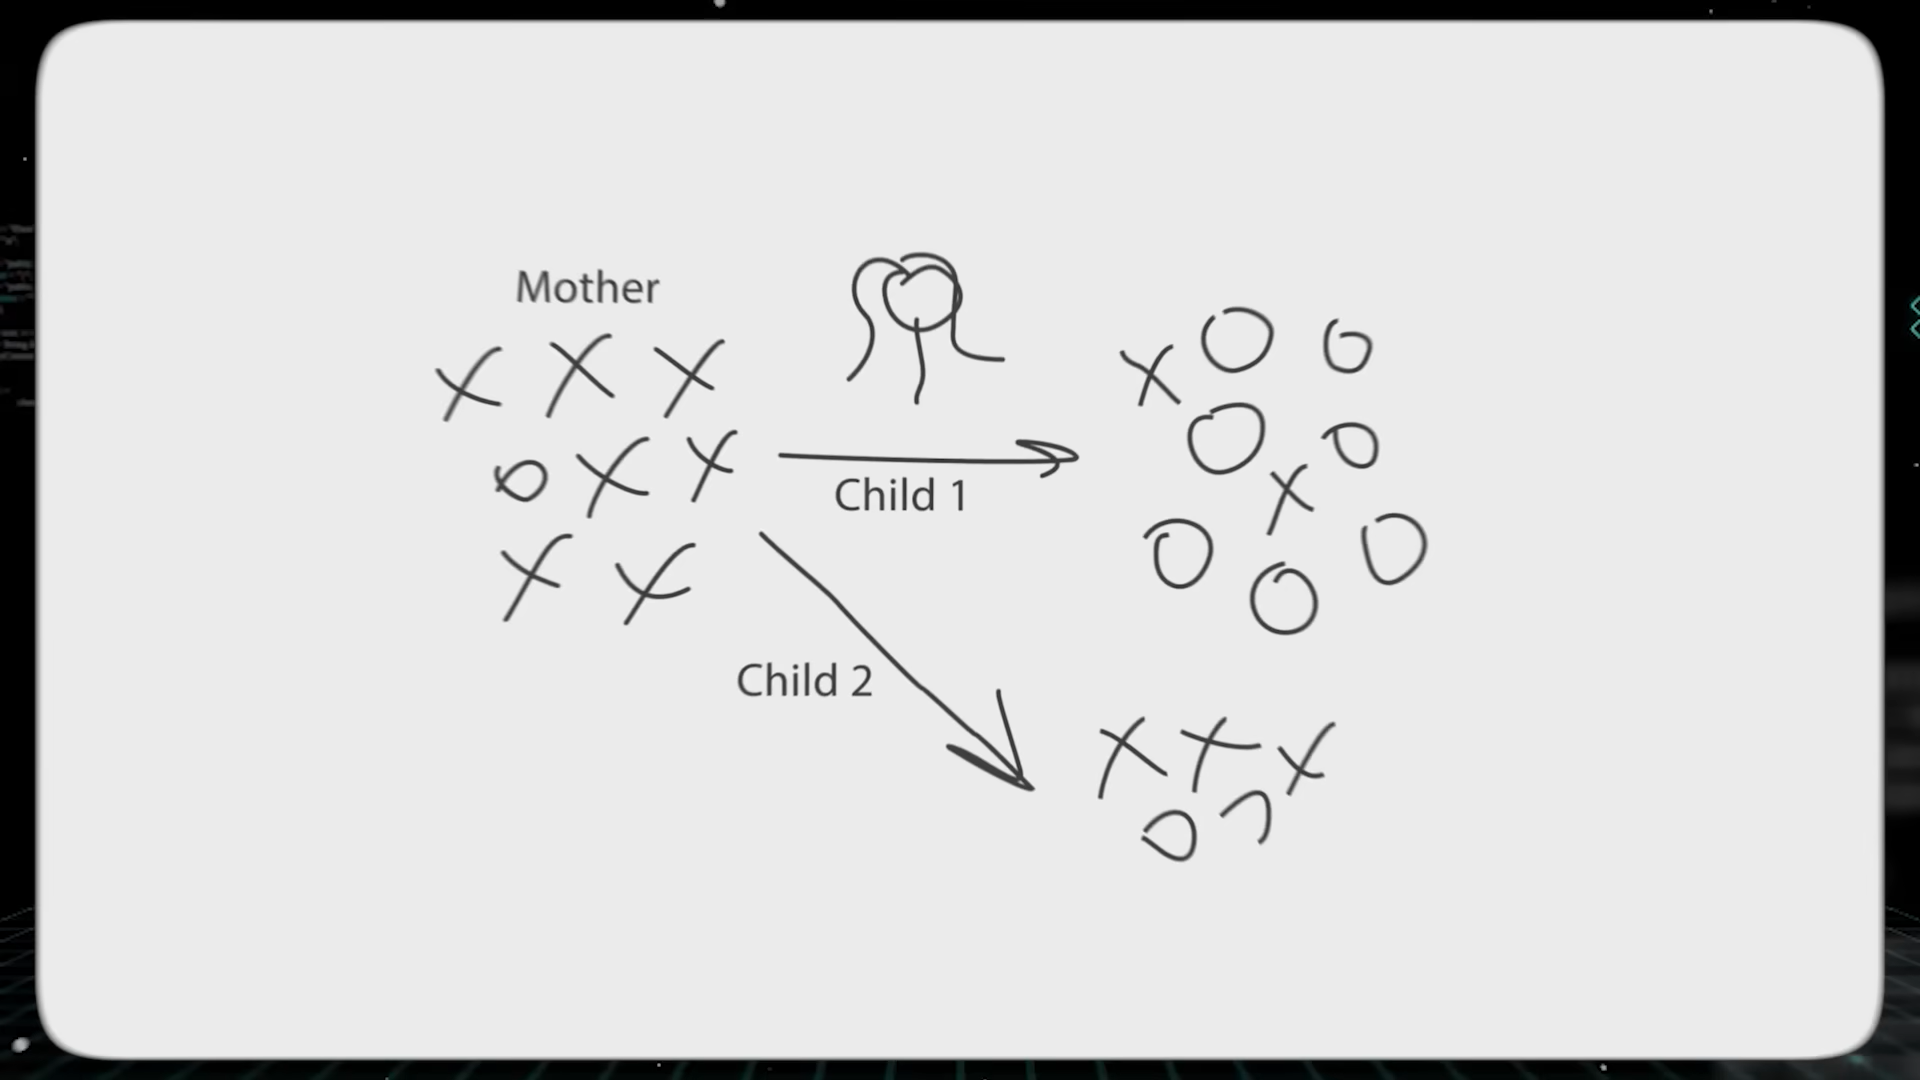 Mother
X X X
O X X
X X
Child 1
X O O
O O
X
O O O
Child 2
X X X
O